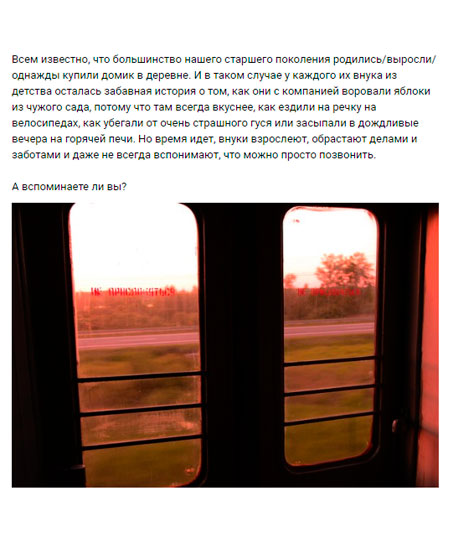 Всем известно, что большинство нашего старшего поколения родились/выросли/
однажды купили домик в деревне. И в таком случае у каждого их внука из
детства осталась забавная история о том, как они с компанией воровали яблоки
из чужого сада, потому что там всегда вкуснее, как ездили на речку на
велосипедах, как убегали от очень страшного гуся или засыпали в дождливые
вечера на горячей печи. Но время идет, внуки взрослеют, обрастают делами и
заботами и даже не всегда вспоминают, что можно просто позвонить.
А вспоминаете ли вы?
НЕ ПРИСЛОНЯТЬСЯ